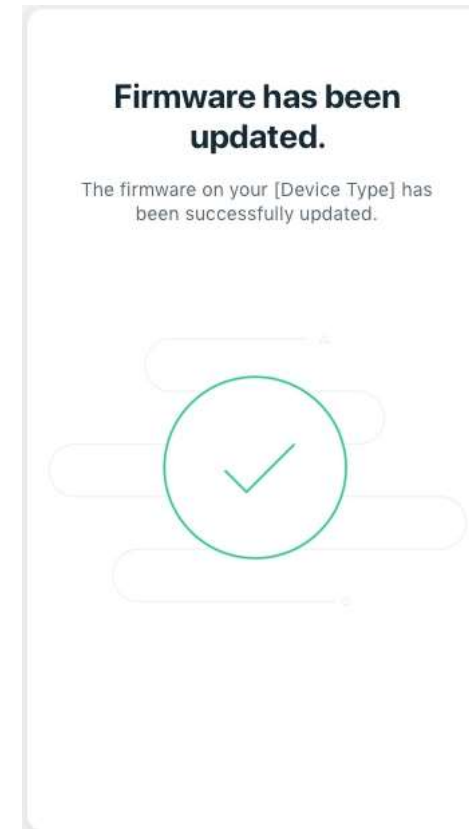 Firmware has been
updated.
The firmware on your [Device Type] has
been successfully updated.